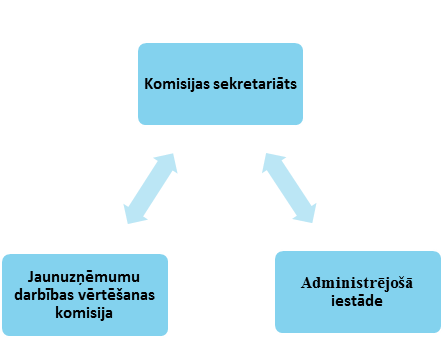 Komisijas sekretariāts
Jaunuzņēmumu
darbības vērtēšanas
komisija
Administrējošā
iestāde